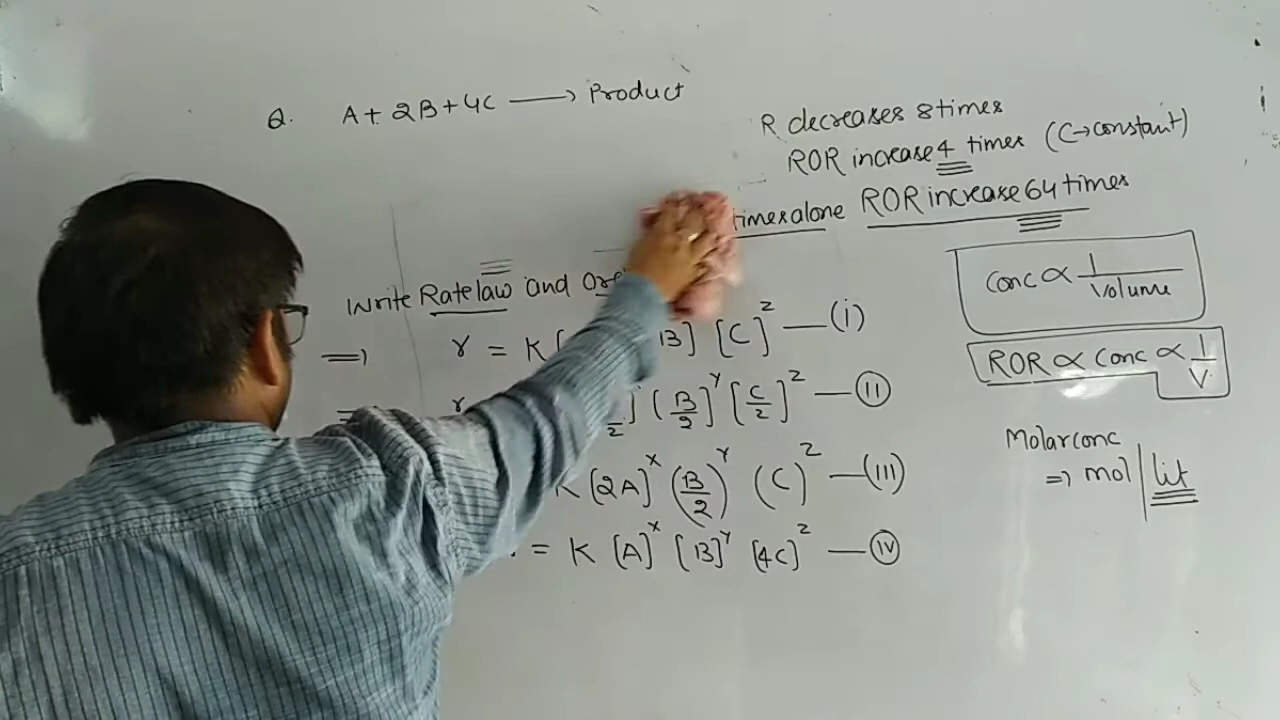 Q. A + 2B + 4C ⟶ Product
R decreases 8 times
ROR increase 4 times (C→constant)
times alone ROR increase 64 times
Write Rate law and
⇒ r = K[ B] [C]^2 —(i)
(B/2)^y [C/2]^2 — (II)
K [2A]^x (B/2)^y (C)^2 —(III)
= K [A]^x [B]^y [4C]^2 — (IV)
Conc ∝ 1/Volume
ROR ∝ Conc ∝ 1/V.
Molar conc
⇒ mol/lit